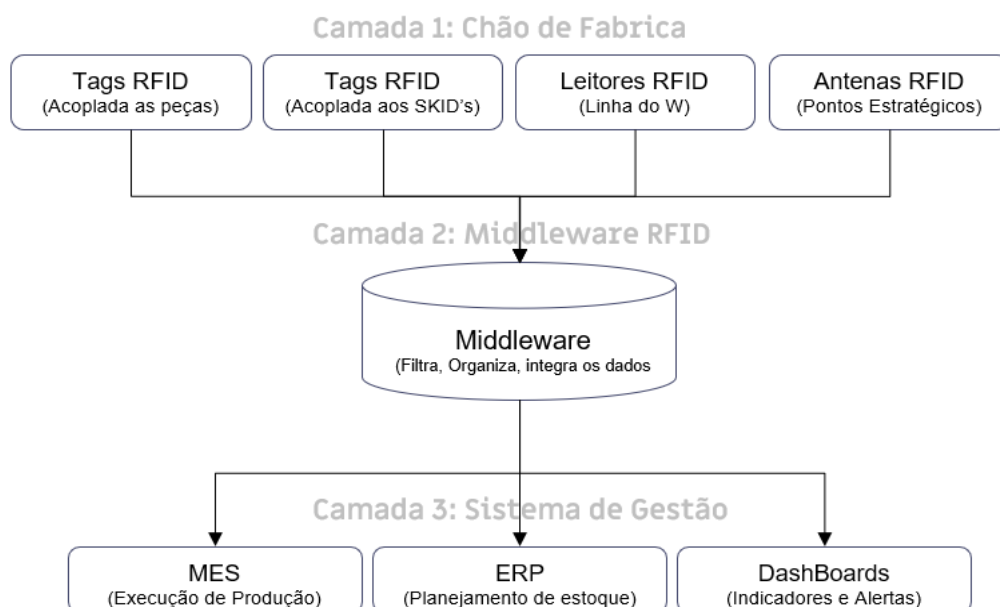 Camada 1: Chão de Fabrica
Tags RFID
(Acoplada as peças)
Tags RFID
(Acoplada aos SKID's)
Leitores RFID
(Linha do W)
Antenas RFID
(Pontos Estratégicos)
Camada 2: Middleware RFID
Middleware
(Filtra, Organiza, integra os dados
Camada 3: Sistema de Gestão
MES
(Execução de Produção)
ERP
(Planejamento de estoque)
DashBoards
(Indicadores e Alertas)